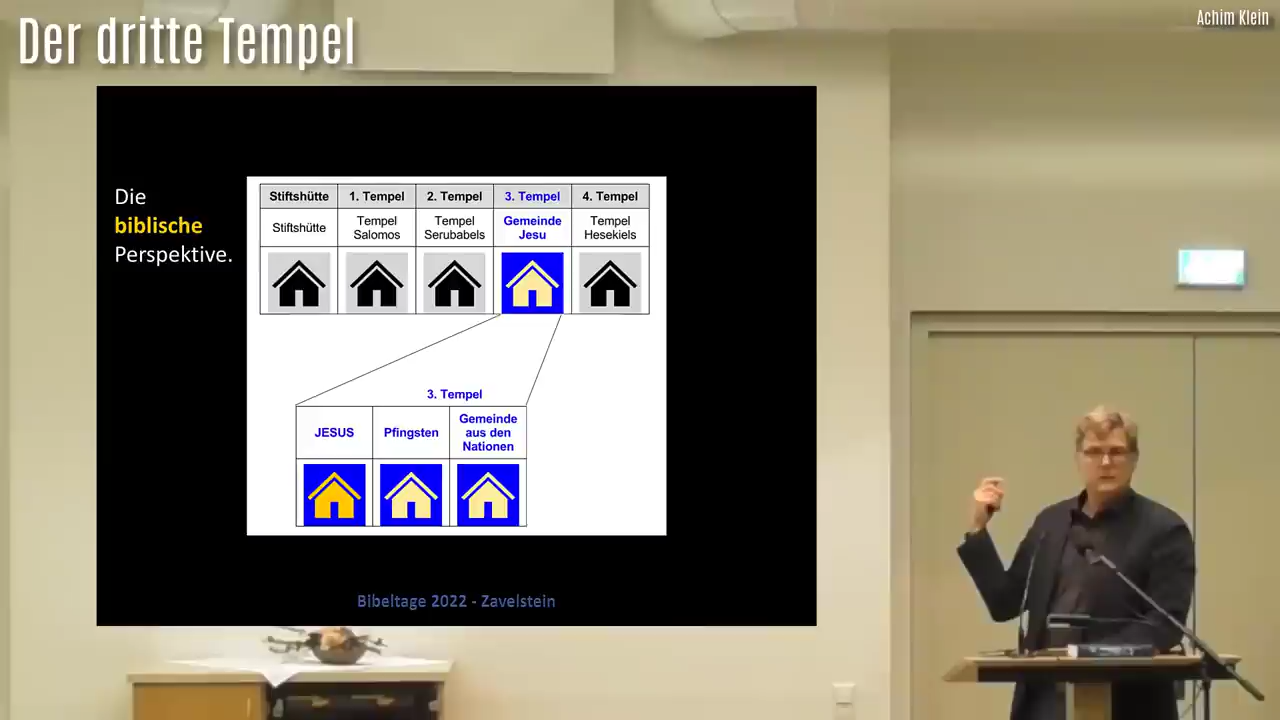 Der dritte Tempel
Achim Klein
Die
biblische
Perspektive.
Stiftshütte 1. Tempel 2. Tempel 3. Tempel 4. Tempel
Stiftshütte Tempel Salomos Tempel Serubabels Gemeinde Jesu Tempel Hesekiels
3. Tempel
JESUS Pfingsten Gemeinde aus den Nationen
Bibeltage 2022 - Zavelstein